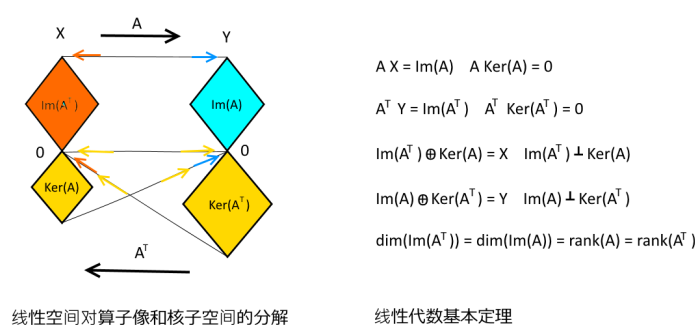 A
X
Y
Im(Aᵀ)
Im(A)
0
0
Ker(A)
Ker(Aᵀ)
Aᵀ
线性空间对算子像和核子空间的分解
A X = Im(A) A Ker(A) = 0
Aᵀ Y = Im(Aᵀ) Aᵀ Ker(Aᵀ) = 0
Im(Aᵀ) ⊕ Ker(A) = X Im(Aᵀ) ⊥ Ker(A)
Im(A) ⊕ Ker(Aᵀ) = Y Im(A) ⊥ Ker(Aᵀ)
dim(Im(Aᵀ)) = dim(Im(A)) = rank(A) = rank(Aᵀ)
线性代数基本定理